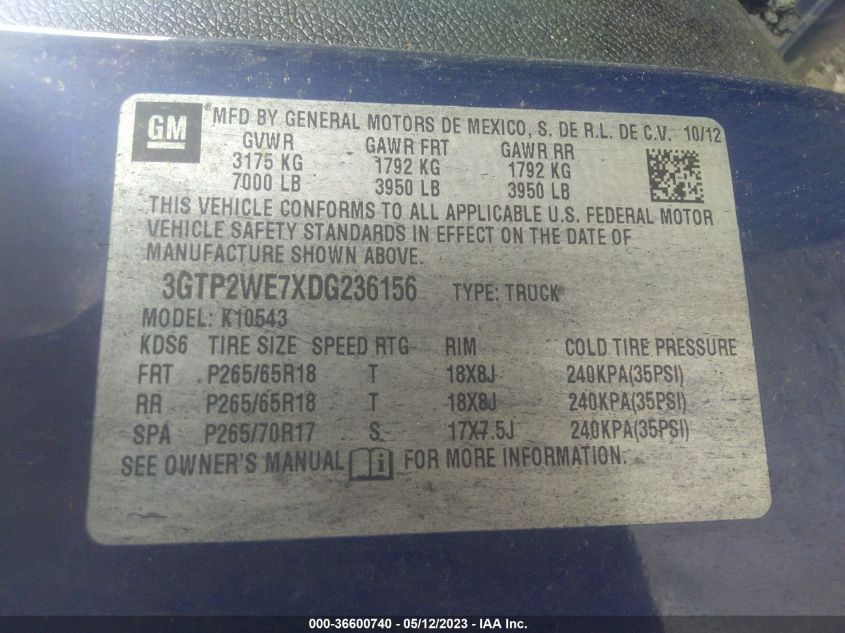 GM
® MFD BY GENERAL MOTORS DE MEXICO, S. DE R.L. DE C.V. 10/12
GVWR GAWR FRT GAWR RR
3175 KG 1792 KG 1792 KG
7000 LB 3950 LB 3950 LB
THIS VEHICLE CONFORMS TO ALL APPLICABLE U.S. FEDERAL MOTOR
VEHICLE SAFETY STANDARDS IN EFFECT ON THE DATE OF
MANUFACTURE SHOWN ABOVE.
3GTP2WE7XDG236156 TYPE: TRUCK
MODEL: K10543
KDS6 TIRE SIZE SPEED RTG RIM COLD TIRE PRESSURE
FRT P265/65R18 T 18X8J 240KPA(35PSI)
RR P265/65R18 T 18X8J 240KPA(35PSI)
SPA P265/70R17 S 17X7.5J 240KPA(35PSI)
SEE OWNER'S MANUAL FOR MORE INFORMATION.
000-36600740 - 05/12/2023 - IAA Inc.